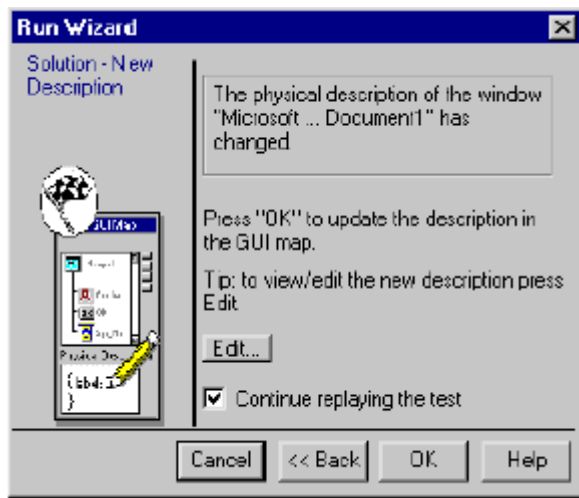 Run Wizard
Solution - New
Description
The physical description of the window
"Microsoft ... Document1" has
changed.
GUIMap
OK
Press "OK" to update the description in
the GUI map.
Tip: to view/edit the new description press
Edit
Edit...
Continue replaying the test
Cancel
<< Back
OK
Help